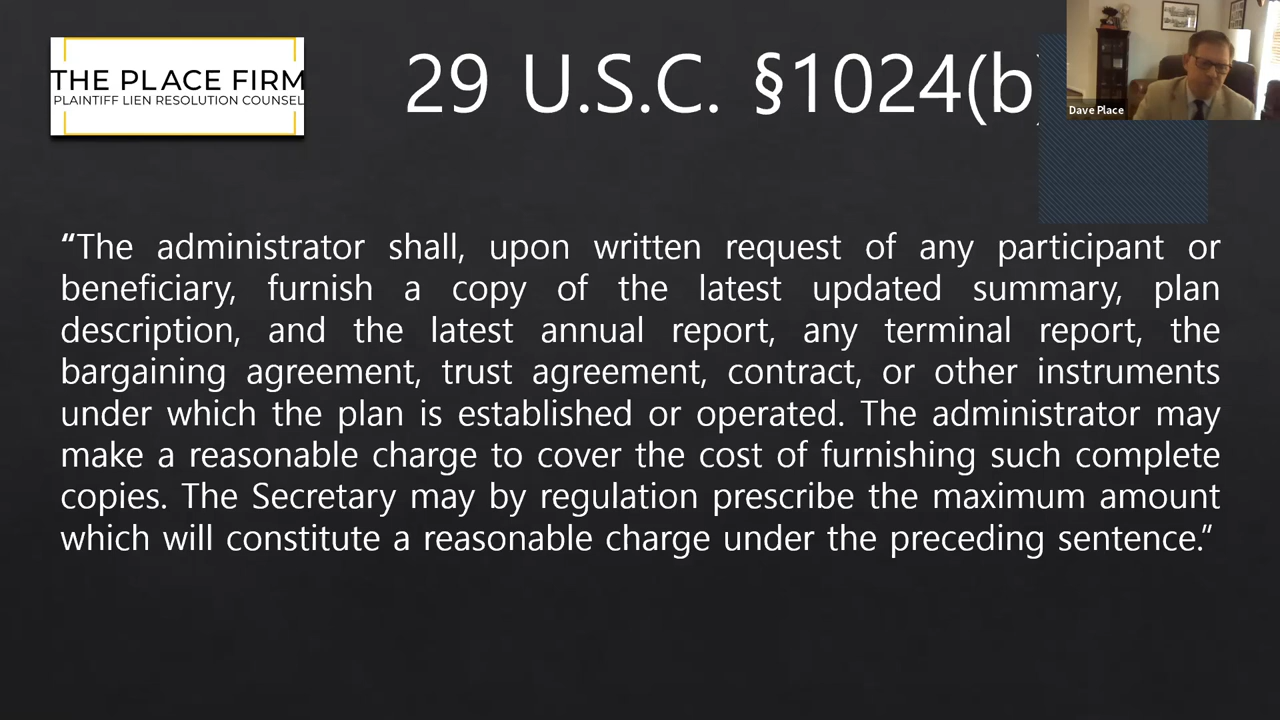 THE PLACE FIRM
PLAINTIFF LIEN RESOLUTION COUNSEL
29 U.S.C. §1024(b)
Dave Place
“The administrator shall, upon written request of any participant or
beneficiary, furnish a copy of the latest updated summary, plan
description, and the latest annual report, any terminal report, the
bargaining agreement, trust agreement, contract, or other instruments
under which the plan is established or operated. The administrator may
make a reasonable charge to cover the cost of furnishing such complete
copies. The Secretary may by regulation prescribe the maximum amount
which will constitute a reasonable charge under the preceding sentence.”